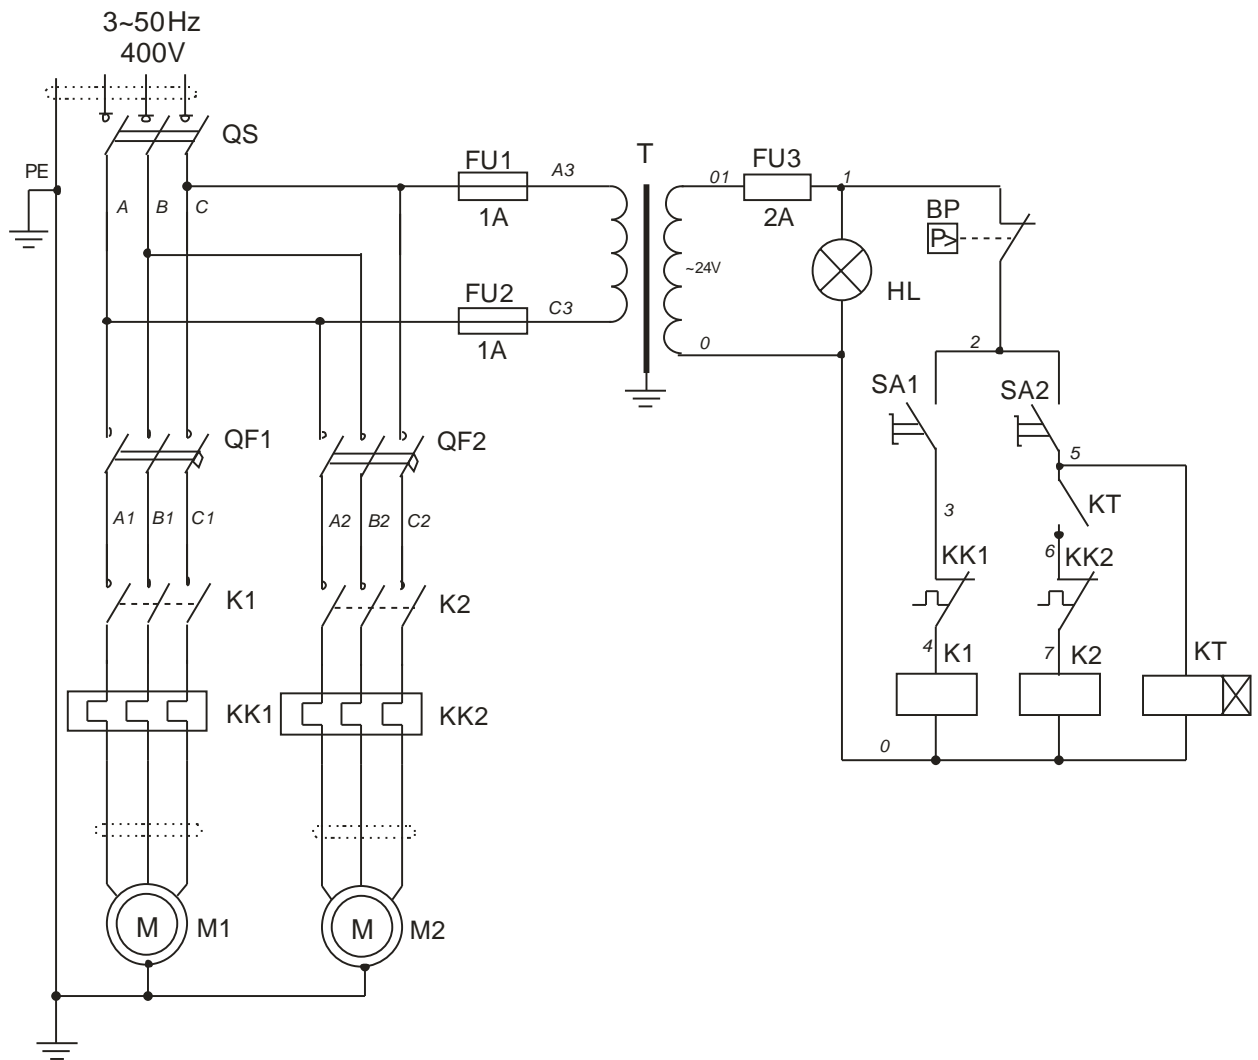 3~50Hz
400V
QS
PE
A
B
C
FU1
A3
1A
T
01
FU3
1
2A
BP
P>
~24V
HL
FU2
C3
1A
0
2
SA1
SA2
QF1
QF2
5
A1
B1
C1
A2
B2
C2
3
KT
6
KK1
KK2
K1
K2
4
K1
7
K2
KT
KK1
KK2
0
M
M1
M
M2